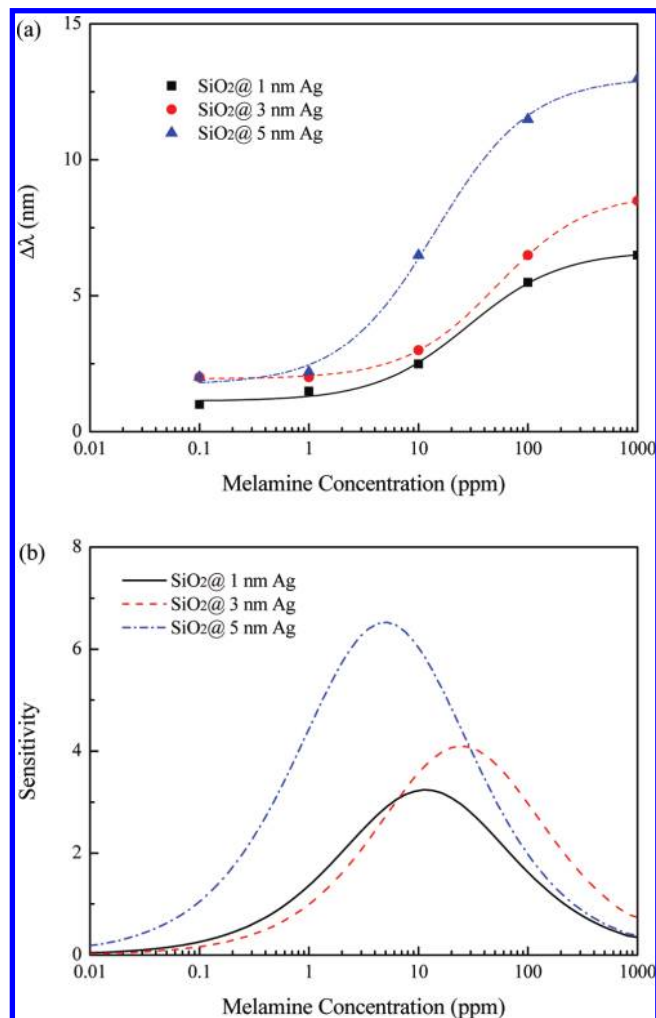 (a)
15
10
5
0
Δλ (nm)
SiO₂@ 1 nm Ag
SiO₂@ 3 nm Ag
SiO₂@ 5 nm Ag
0.01 0.1 1 10 100 1000
Melamine Concentration (ppm)
(b)
8
6
4
2
0
Sensitivity
SiO₂@ 1 nm Ag
SiO₂@ 3 nm Ag
SiO₂@ 5 nm Ag
0.01 0.1 1 10 100 1000
Melamine Concentration (ppm)